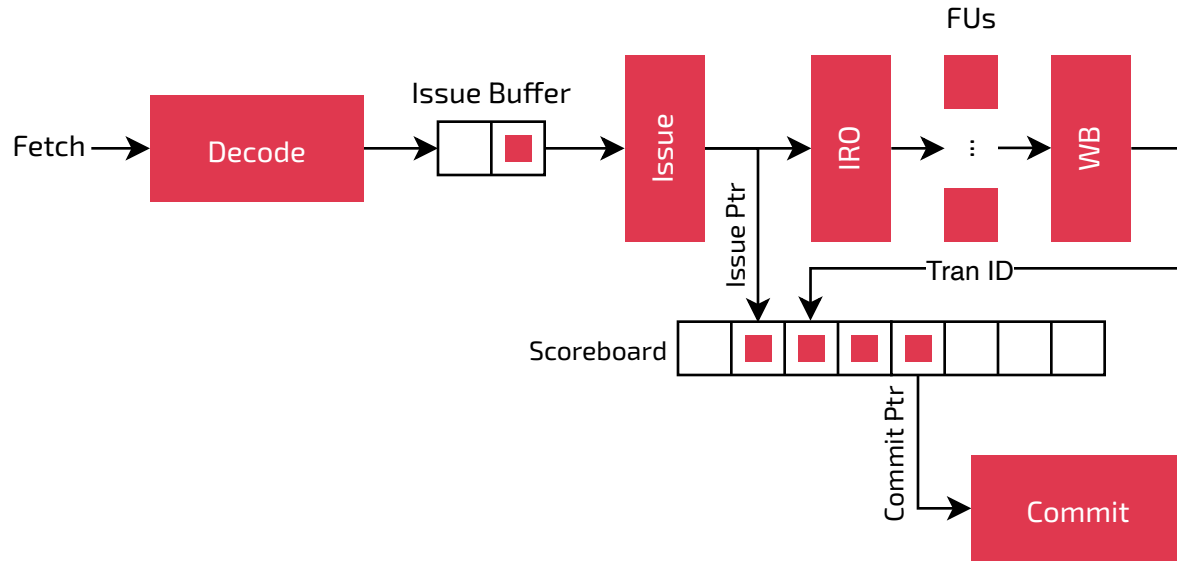 FUs
Issue Buffer
Fetch
Decode
Issue
IRO
...
WB
Issue Ptr
Tran ID
Scoreboard
Commit Ptr
Commit